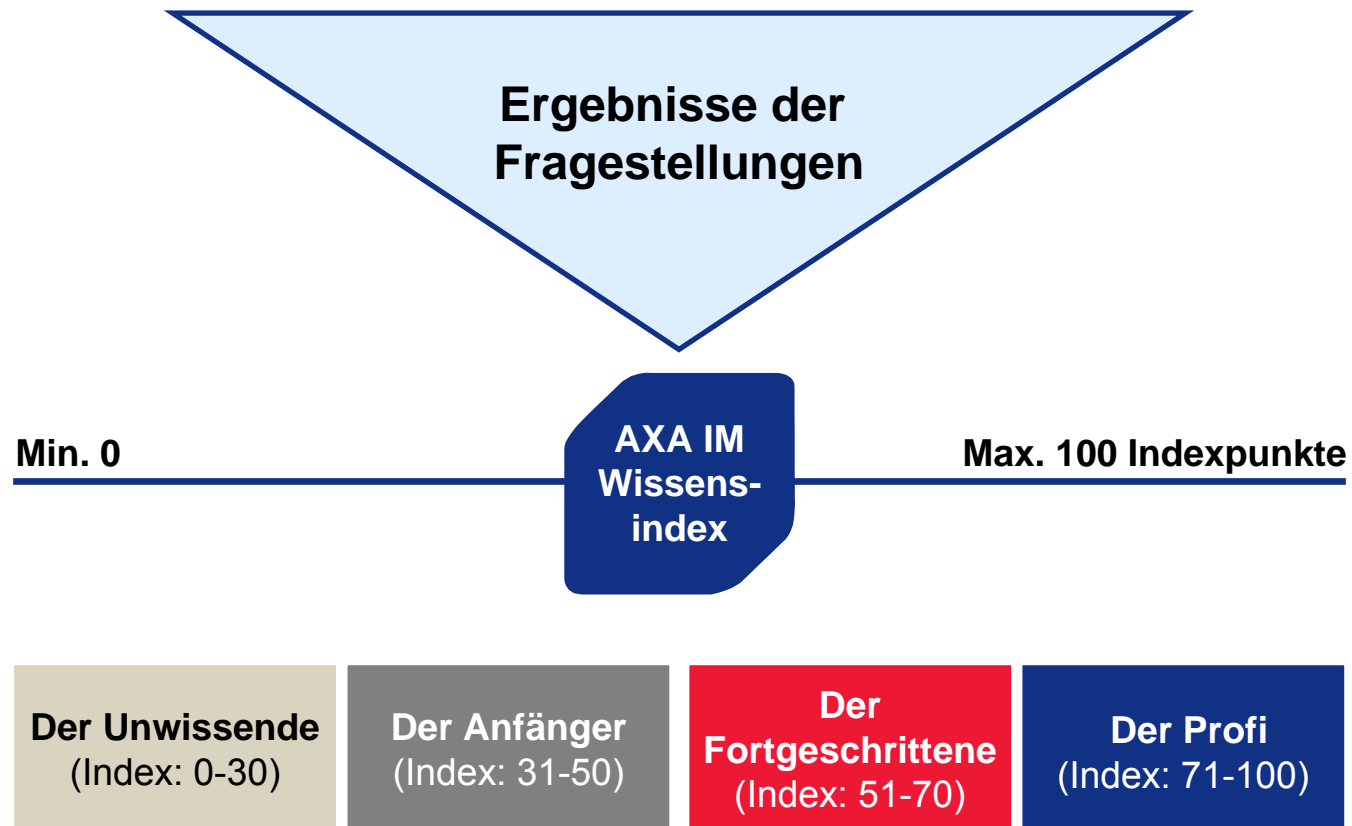 Ergebnisse der
Fragestellungen
Min. 0
AXA IM
Wissens-
index
Max. 100 Indexpunkte
Der Unwissende
(Index: 0-30)
Der Anfänger
(Index: 31-50)
Der
Fortgeschrittene
(Index: 51-70)
Der Profi
(Index: 71-100)